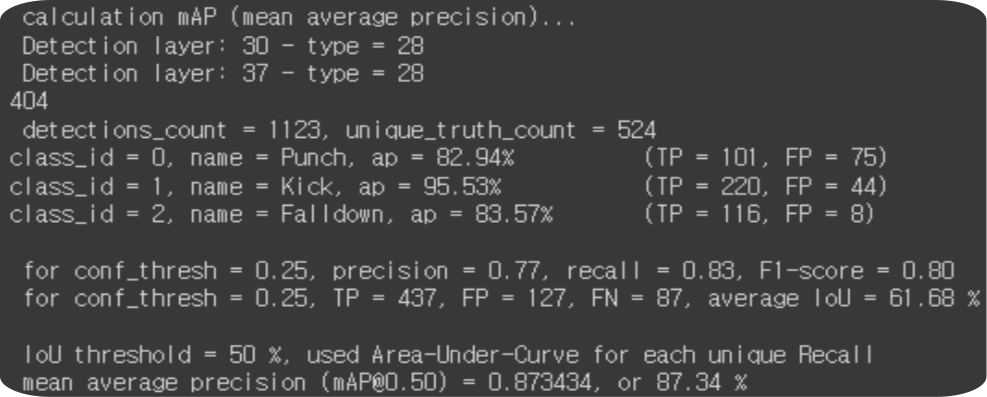 calculation mAP (mean average precision)...
Detection layer: 30 - type = 28
Detection layer: 37 - type = 28
404
detections_count = 1123, unique_truth_count = 524
class_id = 0, name = Punch, ap = 82.94% (TP = 101, FP = 75)
class_id = 1, name = Kick, ap = 95.53% (TP = 220, FP = 44)
class_id = 2, name = Falldown, ap = 83.57% (TP = 116, FP = 8)
for conf_thresh = 0.25, precision = 0.77, recall = 0.83, F1-score = 0.80
for conf_thresh = 0.25, TP = 437, FP = 127, FN = 87, average IoU = 61.68 %
IoU threshold = 50 %, used Area-Under-Curve for each unique Recall
mean average precision (mAP@0.50) = 0.873434, or 87.34 %